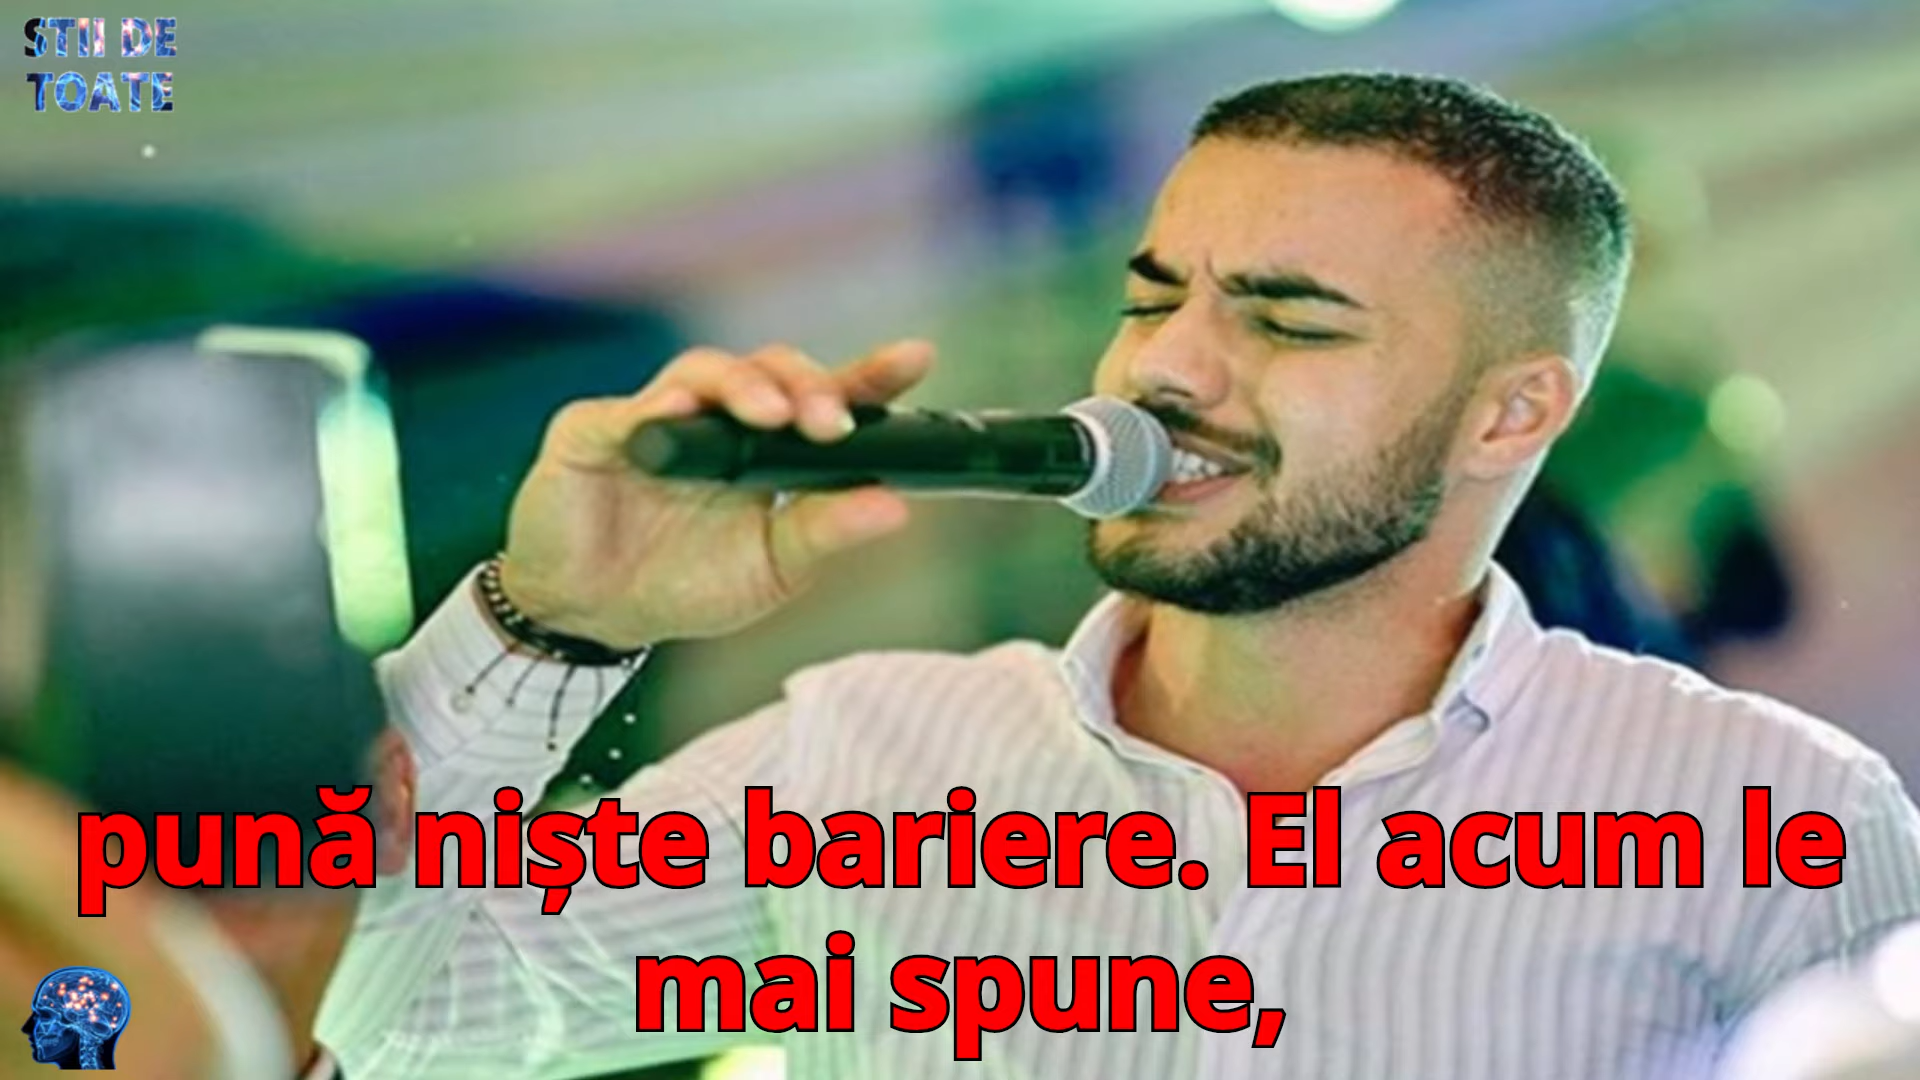 STII DE
TOATE
pună niște bariere. El acum le
mai spune,